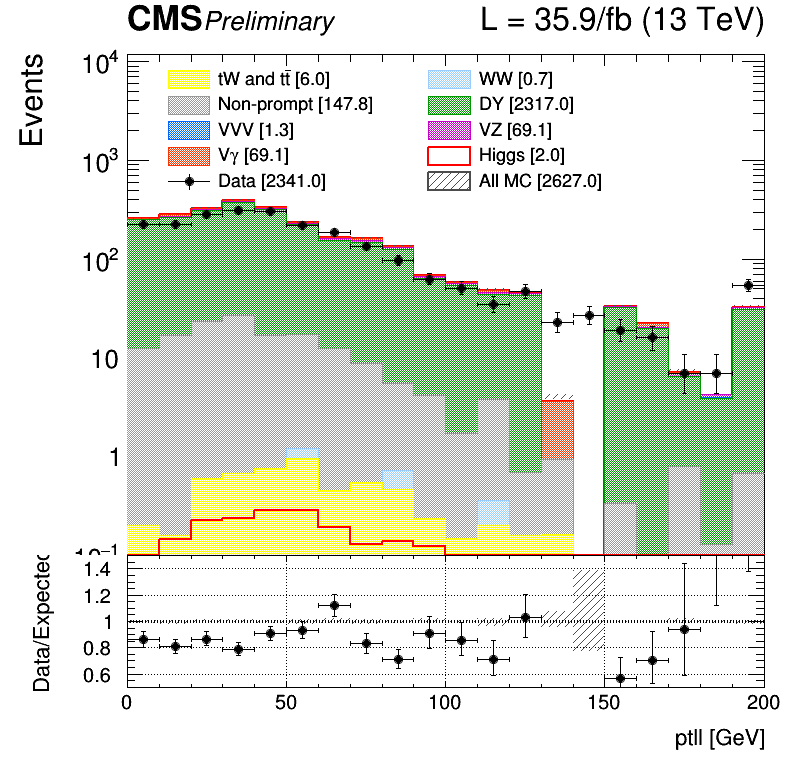 CMS Preliminary L = 35.9/fb (13 TeV)
Events
10⁴
10³
10²
10
1
10⁻¹
tW and tt̄ [6.0]
WW [0.7]
Non-prompt [147.8]
DY [2317.0]
VVV [1.3]
VZ [69.1]
Vγ [69.1]
Higgs [2.0]
Data [2341.0]
All MC [2627.0]
Data/Expected
1.4
1.2
1
0.8
0.6
0 50 100 150 200
ptll [GeV]